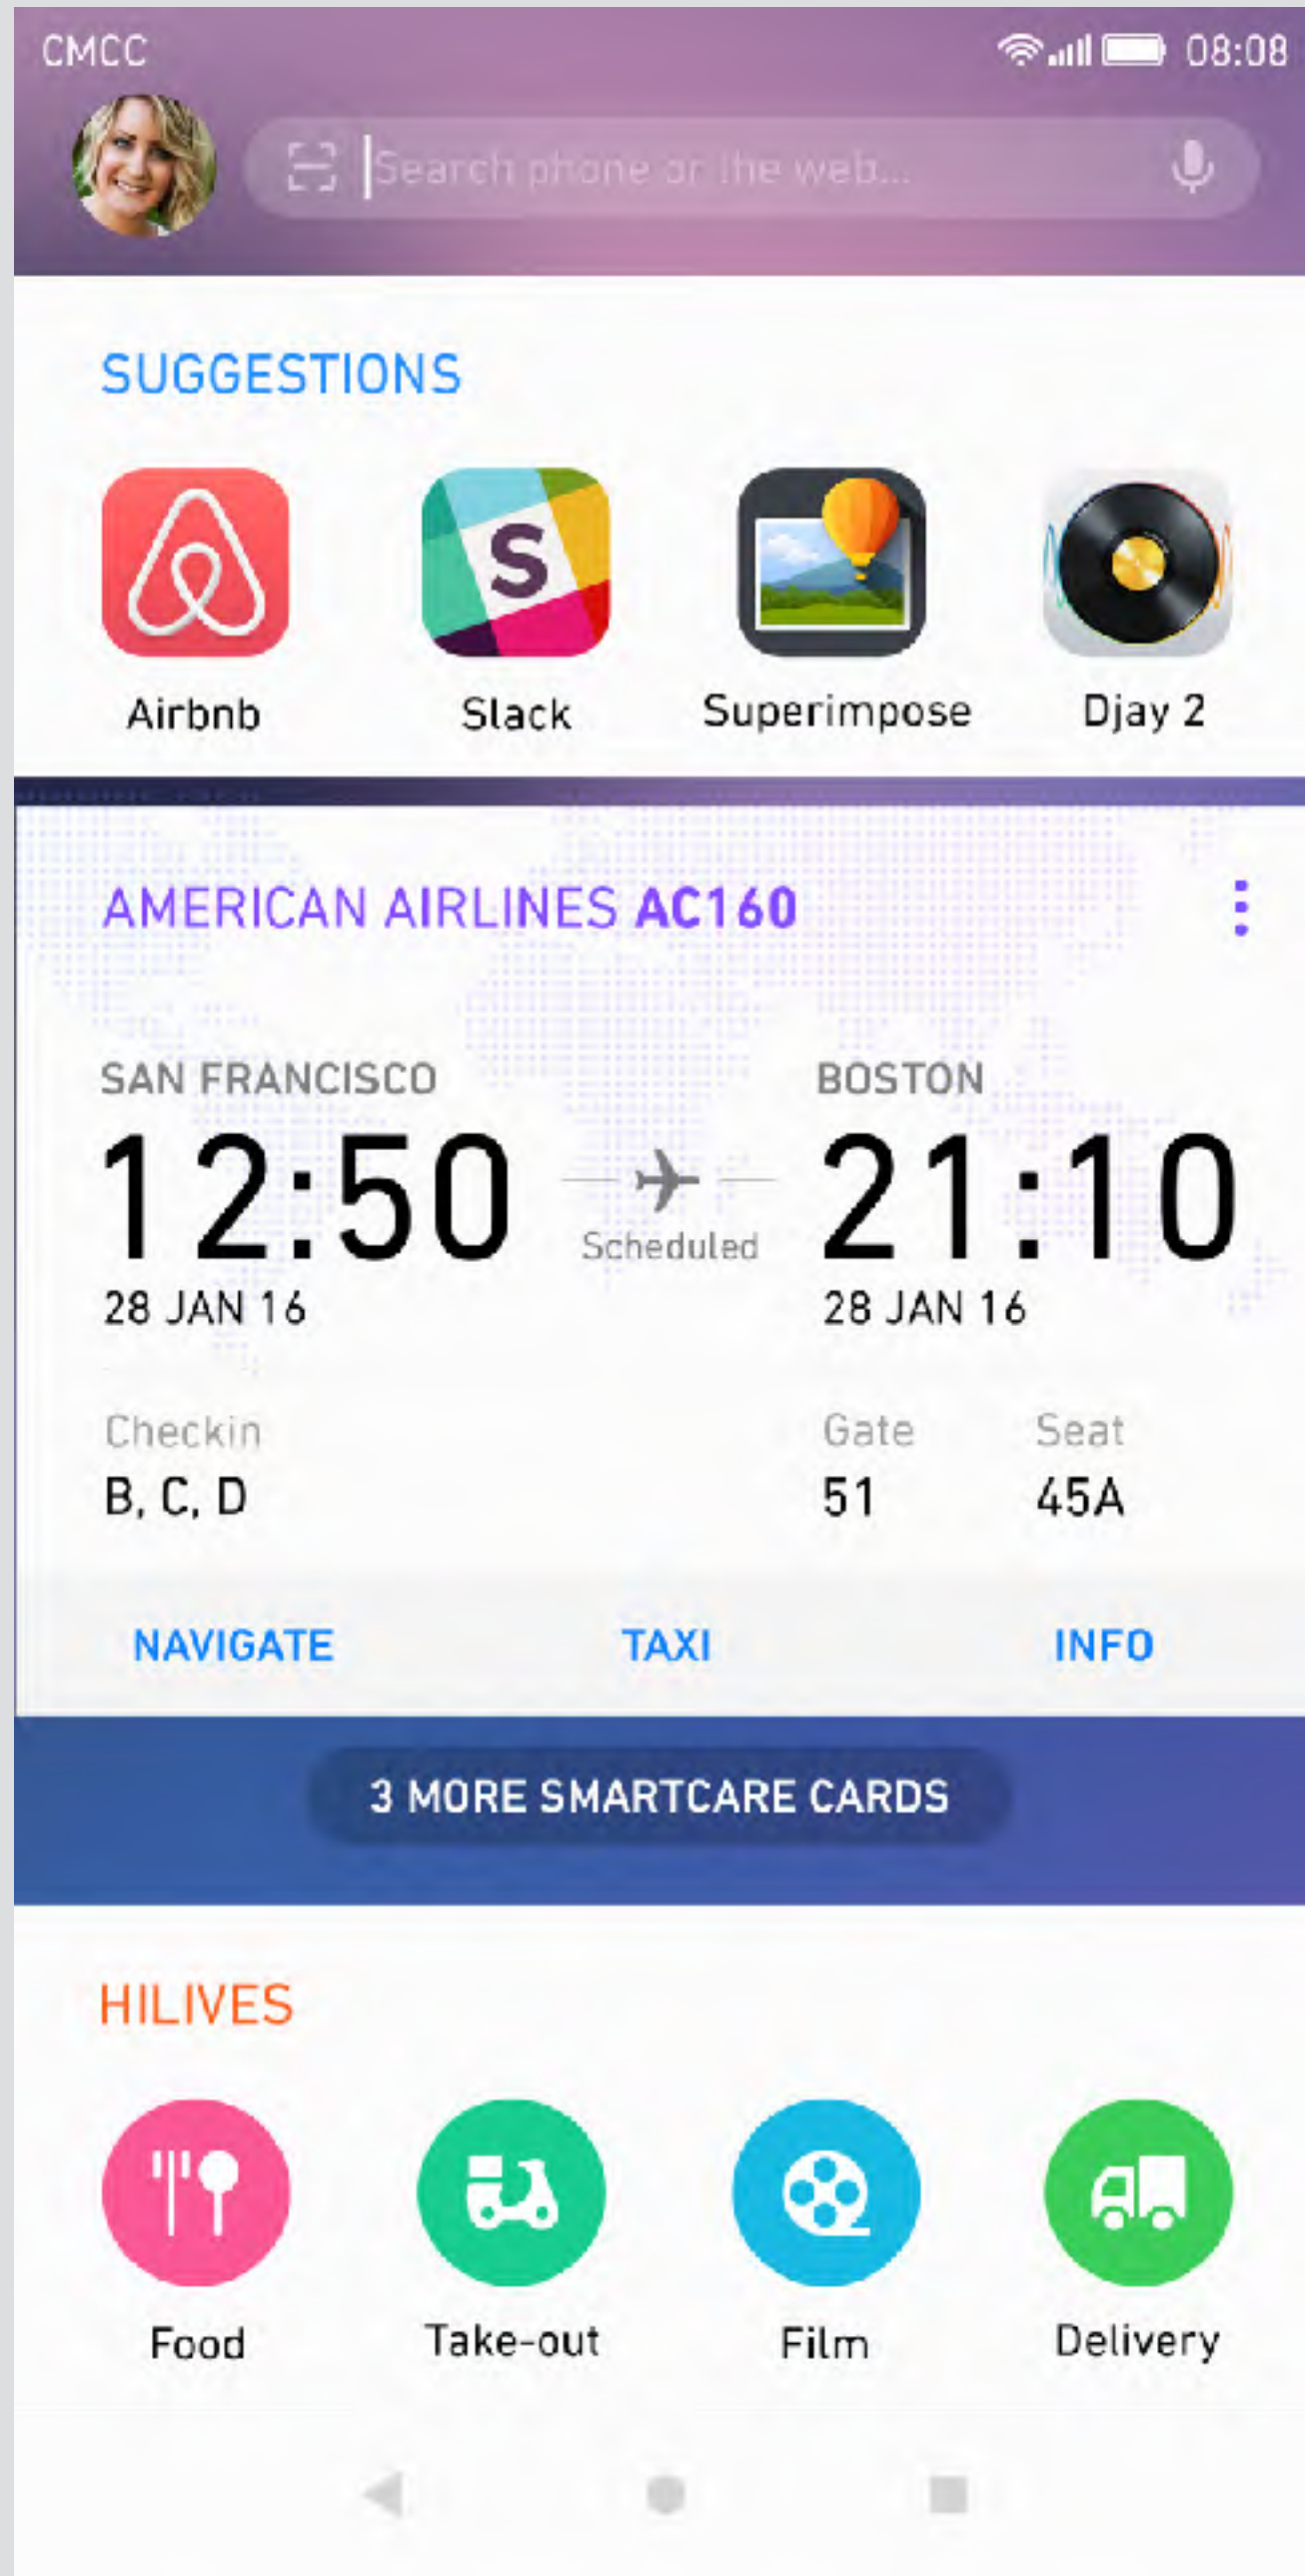 CMCC 08:08
Search phone or the web...
SUGGESTIONS
S
Airbnb Slack Superimpose Djay 2
AMERICAN AIRLINES AC160
SAN FRANCISCO BOSTON
12:50 21:10
Scheduled
28 JAN 16 28 JAN 16
Checkin Gate Seat
B, C, D 51 45A
NAVIGATE TAXI INFO
3 MORE SMARTCARE CARDS
HILIVES
Food Take-out Film Delivery